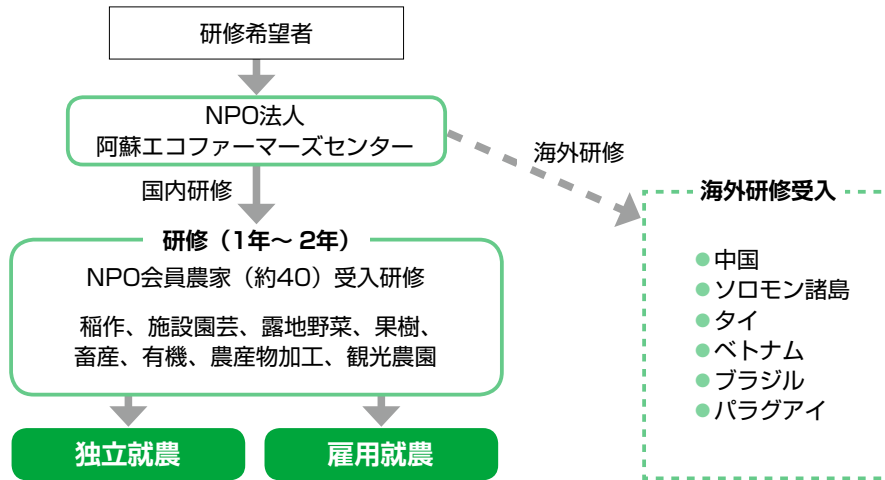 研修希望者
NPO法人
阿蘇エコファーマーズセンター
海外研修
国内研修
研修（1年～2年）
NPO会員農家（約40）受入研修
稲作、施設園芸、露地野菜、果樹、
畜産、有機、農産物加工、観光農園
独立就農
雇用就農
海外研修受入
●中国
●ソロモン諸島
●タイ
●ベトナム
●ブラジル
●パラグアイ